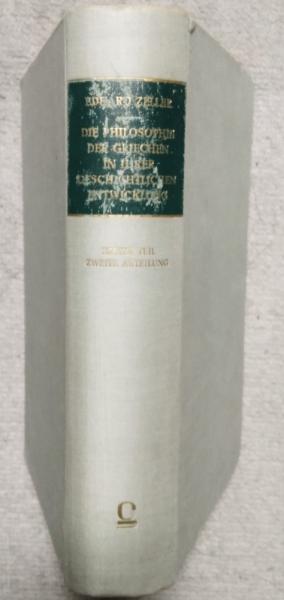 EDUARD ZELLER
DIE PHILOSOPHIE
DER GRIECHEN
IN IHRER
GESCHICHTLICHEN
ENTWICKLUNG
TEIL
ZWEITE ABTEILUNG